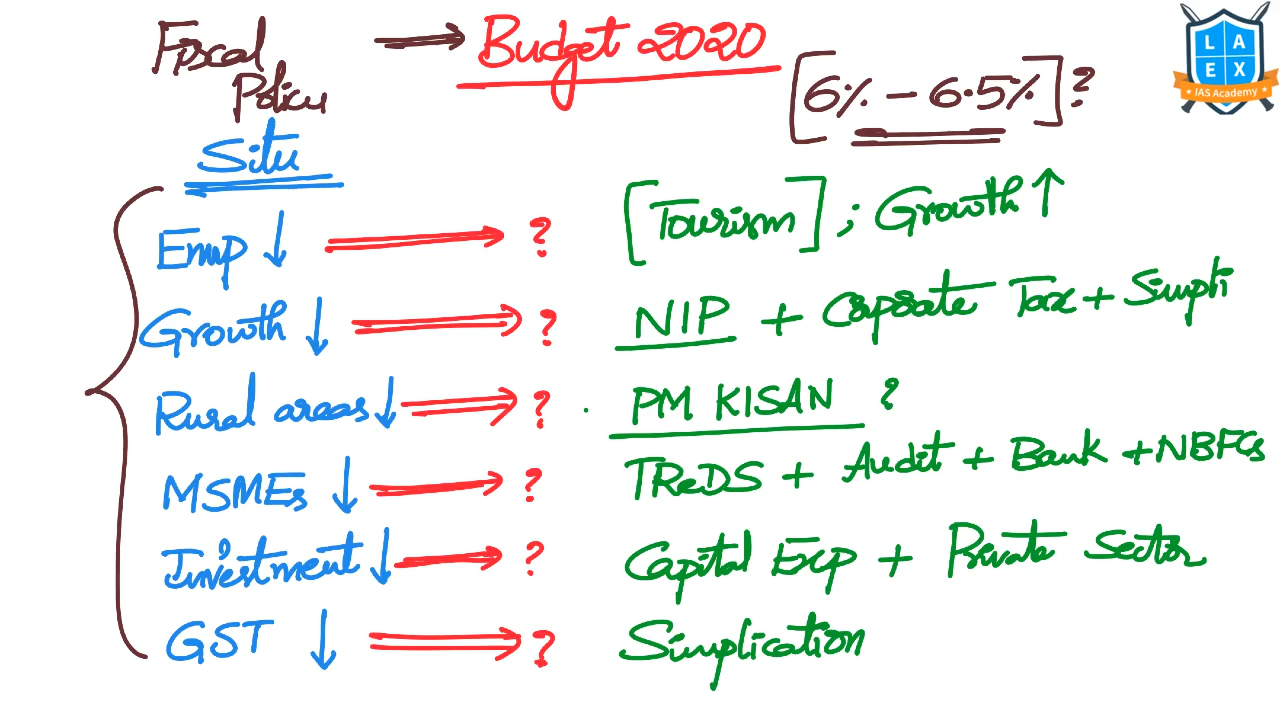 Fiscal Policy → Budget 2020
[6% – 6.5%]?
LAEX
IAS Academy
Situ
Emp ↓ ⇒ ? [Tourism] ; Growth ↑
Growth ↓ ⇒ ? NIP + Corporate Tax + Simpli
Rural areas ↓ ⇒ ? PM KISAN ?
MSMEs ↓ ⇒ ? TReDS + Audit + Bank + NBFCs
Investment ↓ ⇒ ? Capital Exp + Private Sector
GST ↓ ⇒ ? Simplication